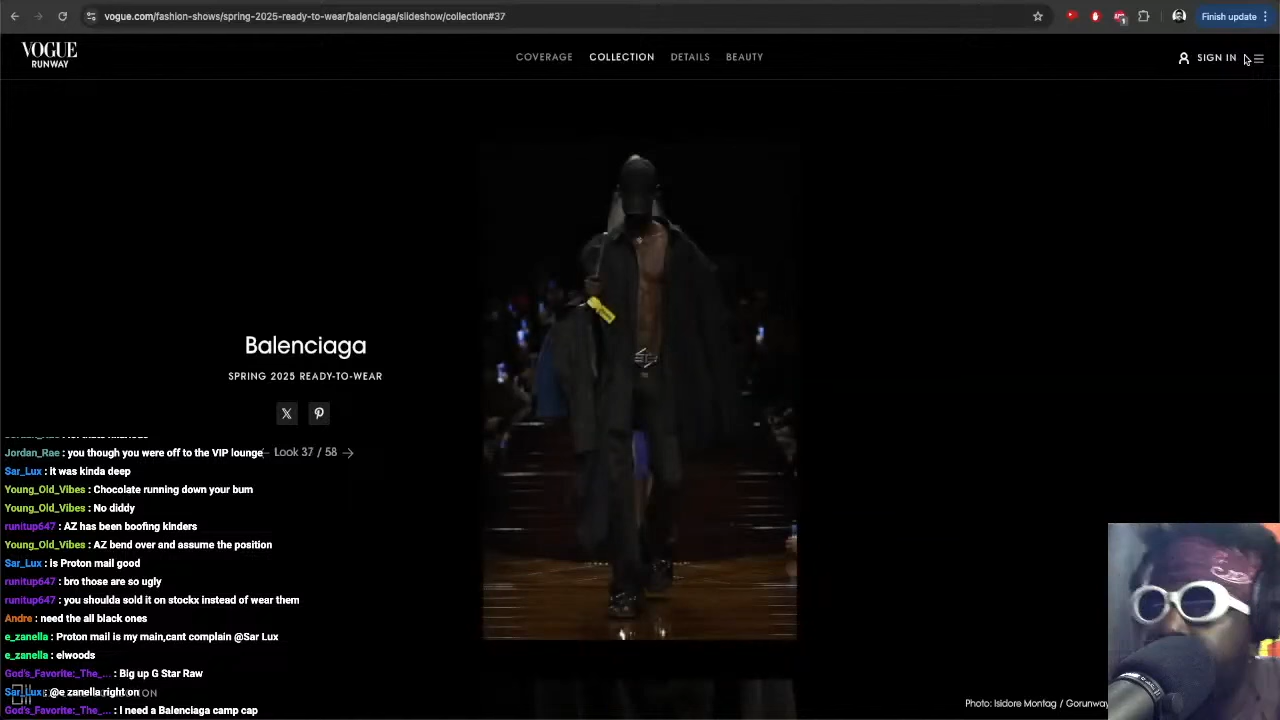 vogue.com/fashion-shows/spring-2025-ready-to-wear/balenciaga/slideshow/collection#37
Finish update
VOGUE
RUNWAY
COVERAGE
COLLECTION
DETAILS
BEAUTY
SIGN IN
Balenciaga
SPRING 2025 READY-TO-WEAR
Look 37 / 58
Jordan_Rae : you though you were off to the VIP lounge
Sar_Lux : it was kinda deep
Young_Old_Vibes : Chocolate running down your bum
Young_Old_Vibes : No diddy
runitup647 : AZ has been boofing kinders
Young_Old_Vibes : AZ bend over and assume the position
Sar_Lux : is Proton mail good
runitup647 : bro those are so ugly
runitup647 : you shoulda sold it on stockx instead of wear them
Andre : need the all black ones
e_zanella : Proton mail is my main,cant complain @Sar Lux
e_zanella : elwoods
God's_Favorite:_The_... : Big up G Star Raw
Sar_Lux : @e zanella right on
God's_Favorite:_The_... : I need a Balenciaga camp cap
Photo: Isidore Montag / Gorunway